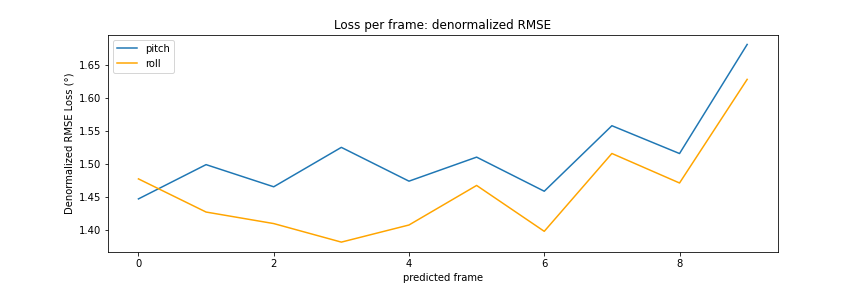 Loss per frame: denormalized RMSE
pitch
roll
Denormalized RMSE Loss (°)
1.65
1.60
1.55
1.50
1.45
1.40
0 2 4 6 8
predicted frame